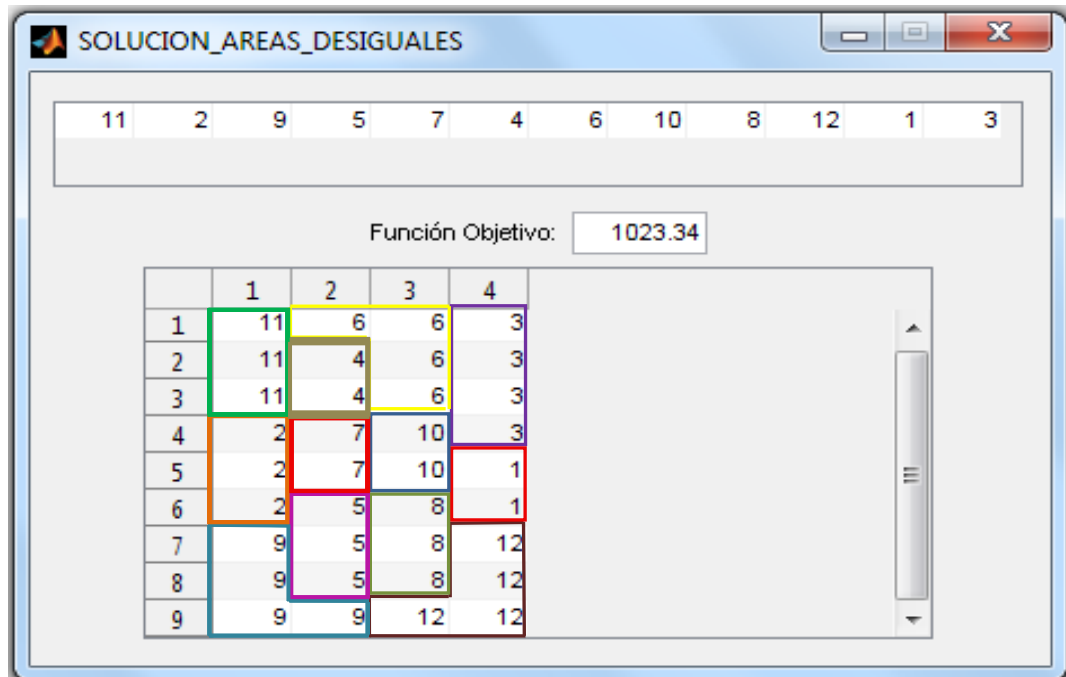 SOLUCION_AREAS_DESIGUALES
11 2 9 5 7 4 6 10 8 12 1 3
Función Objetivo: 1023.34
1 2 3 4
1 11 6 6 3
2 11 4 6 3
3 11 4 6 3
4 2 7 10 3
5 2 7 10 1
6 2 5 8 1
7 9 5 8 12
8 9 5 8 12
9 9 9 12 12